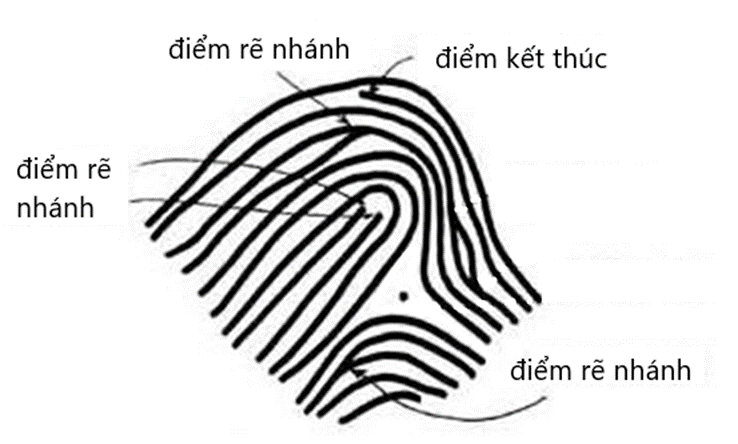 điểm rẽ nhánh
điểm kết thúc
điểm rẽ
nhánh
điểm rẽ nhánh